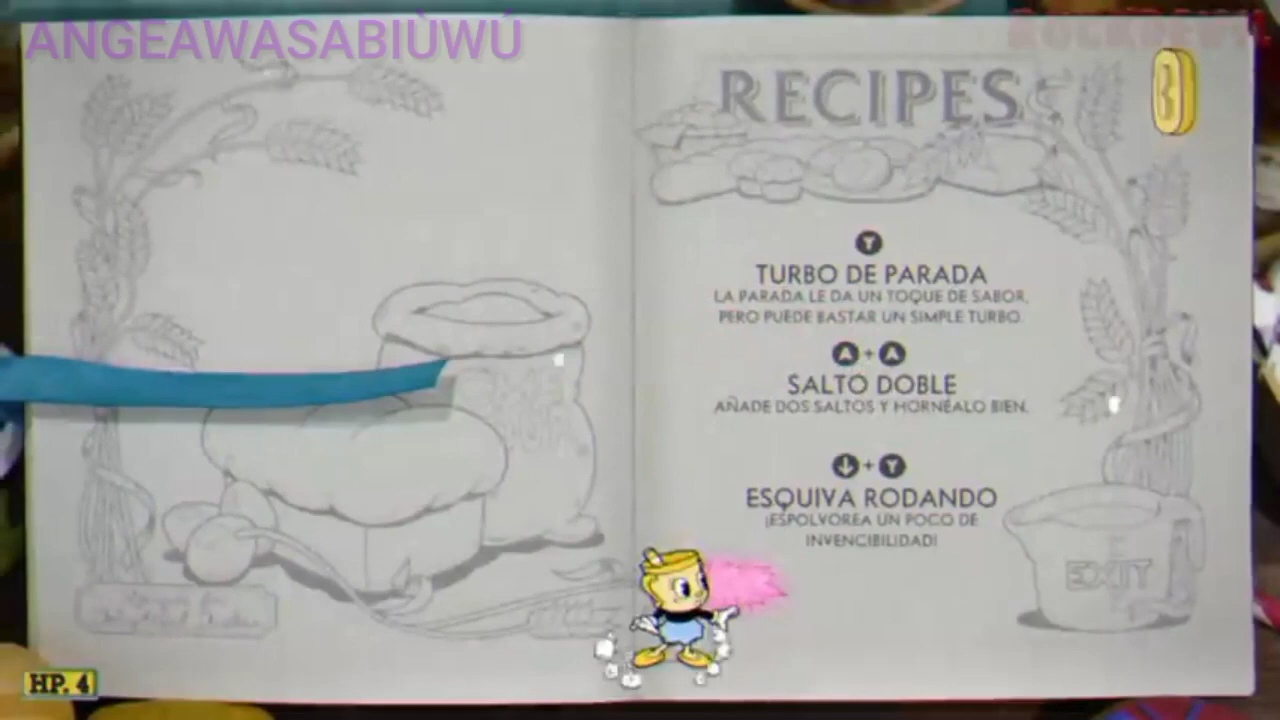 ANGEAWASABIÙWÚ
RECIPES
Y
TURBO DE PARADA
LA PARADA LE DA UN TOQUE DE SABOR,
PERO PUEDE BASTAR UN SIMPLE TURBO.
A + A
SALTO DOBLE
AÑADE DOS SALTOS Y HORNÉALO BIEN.
↓ + Y
ESQUIVA RODANDO
¡ESPOLVOREA UN POCO DE
INVENCIBILIDAD!
EXIT
HP. 4